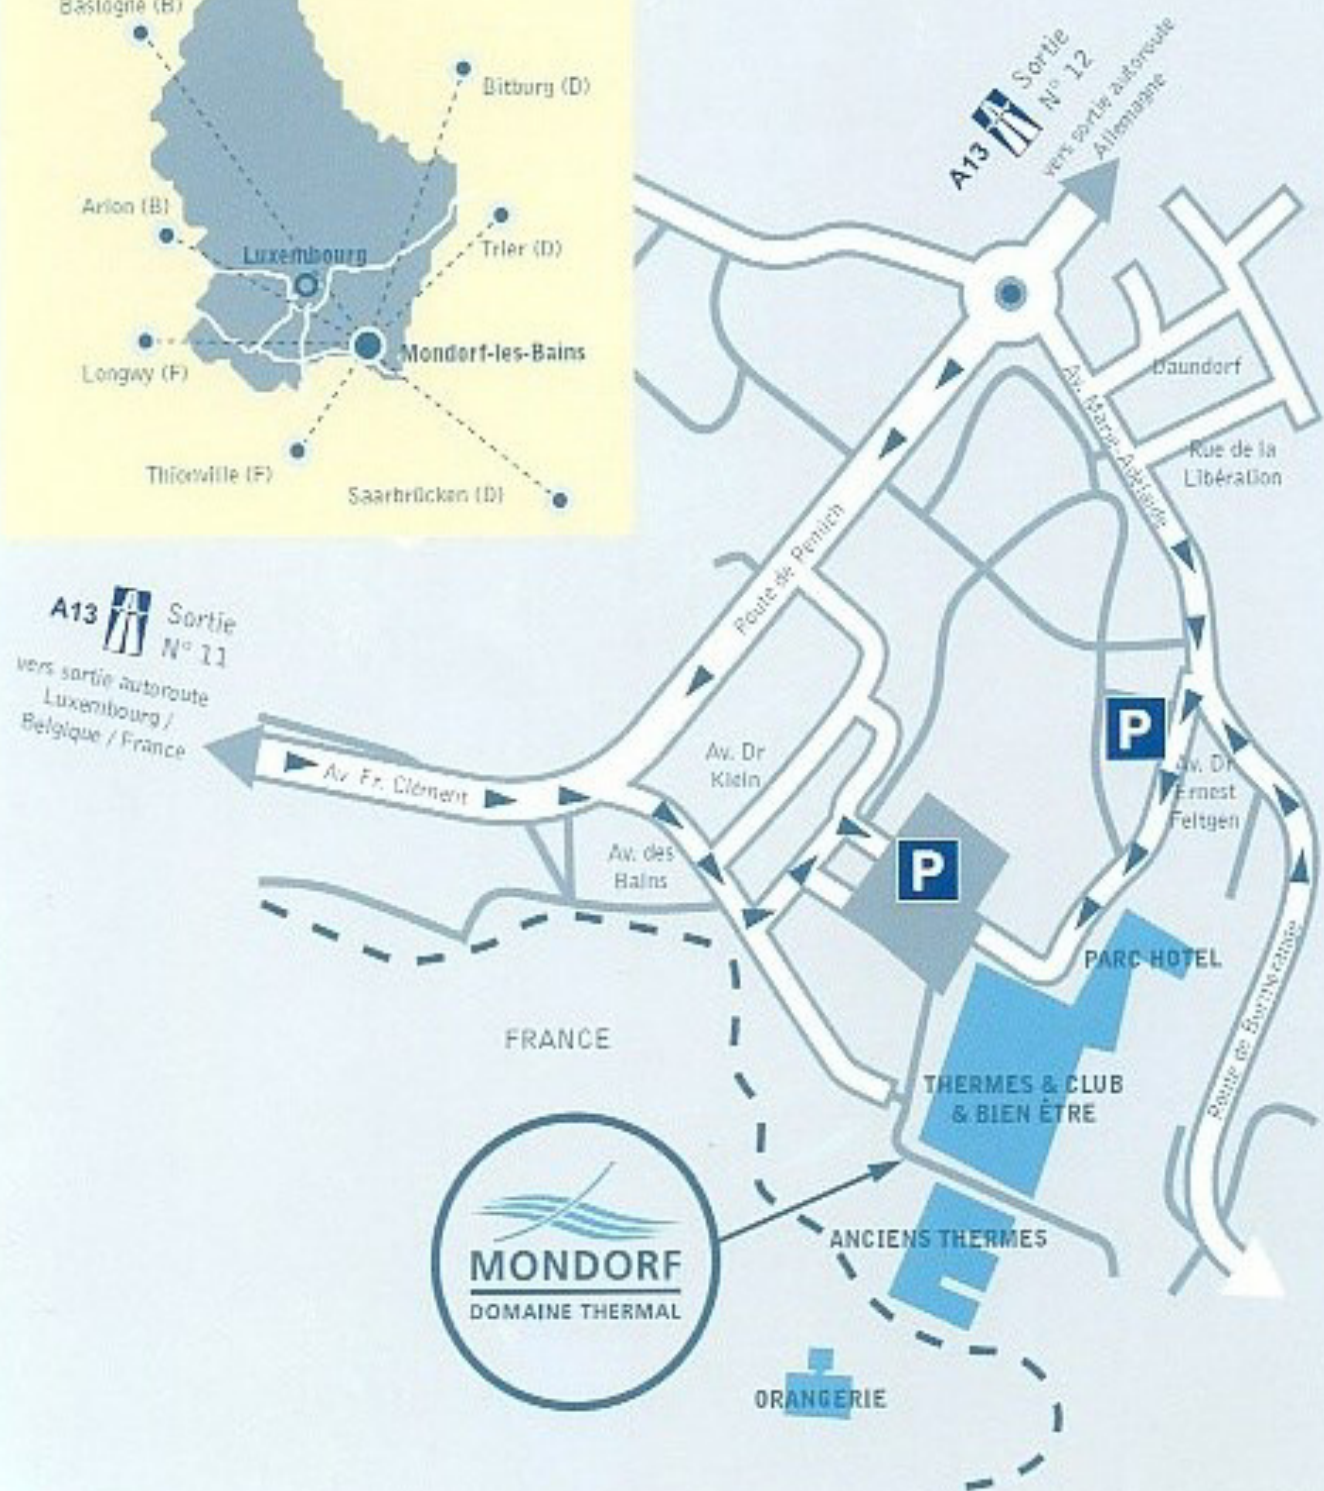 Bastogne (B)
Bitburg (D)
Arlon (B)
Luxembourg
Trier (D)
Mondorf-les-Bains
Longwy (F)
Thionville (F)
Saarbrücken (D)
A13
Sortie
N° 12
vers sortie autoroute
Allemagne
Daundorf
Av. Marie-Adelaide
Rue de la
Libération
Route de Remich
A13
Sortie
N° 11
vers sortie autoroute
Luxembourg /
Belgique / France
Av. Fr. Clément
Av. Dr
Klein
P
Av. Dr
Ernest
Feltgen
Av. des
Bains
P
PARC HOTEL
Route de Burmerange
FRANCE
THERMES & CLUB
& BIEN ÊTRE
MONDORF
DOMAINE THERMAL
ANCIENS THERMES
ORANGERIE